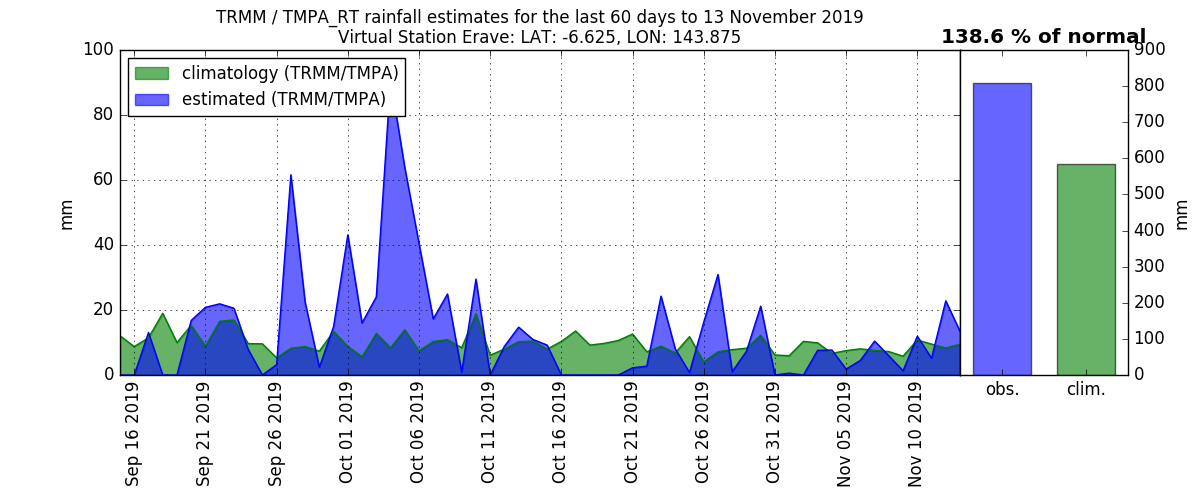 TRMM / TMPA_RT rainfall estimates for the last 60 days to 13 November 2019
Virtual Station Erave: LAT: -6.625, LON: 143.875
138.6 % of normal
climatology (TRMM/TMPA)
estimated (TRMM/TMPA)
100
80
60
40
20
0
mm
Sep 16 2019
Sep 21 2019
Sep 26 2019
Oct 01 2019
Oct 06 2019
Oct 11 2019
Oct 16 2019
Oct 21 2019
Oct 26 2019
Oct 31 2019
Nov 05 2019
Nov 10 2019
obs.
clim.
900
800
700
600
500
400
300
200
100
0
mm